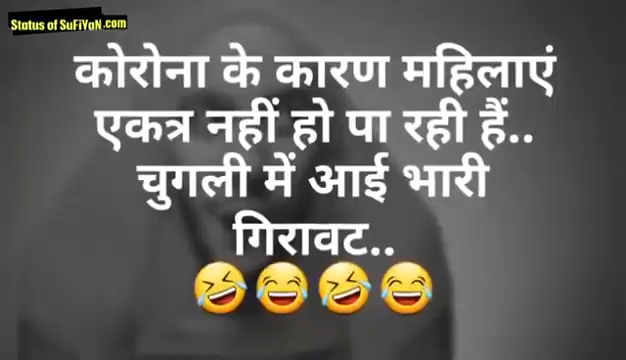 Status of SuFiYaN.com
कोरोना के कारण महिलाएं
एकत्र नहीं हो पा रही हैं..
चुगली में आई भारी
गिरावट..
🤣😂🤣😂